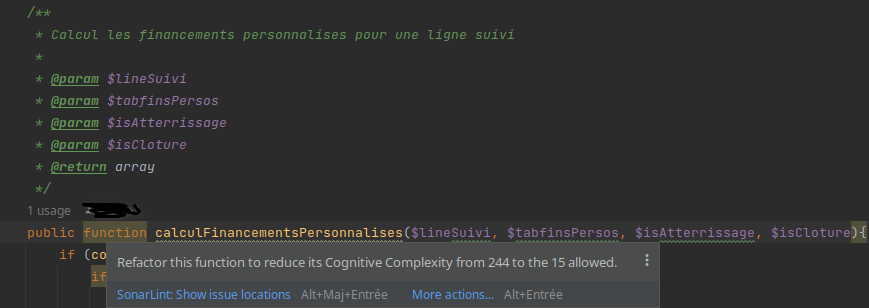 /**
* Calcul les financements personnalises pour une ligne suivi
*
* @param $lineSuivi
* @param $tabfinsPersos
* @param $isAtterrissage
* @param $isCloture
* @return array
*/
1 usage
public function calculFinancementsPersonnalises($lineSuivi, $tabfinsPersos, $isAtterrissage, $isCloture){
if (co
Refactor this function to reduce its Cognitive Complexity from 244 to the 15 allowed.
if
SonarLint: Show issue locations Alt+Maj+Entrée More actions... Alt+Entrée